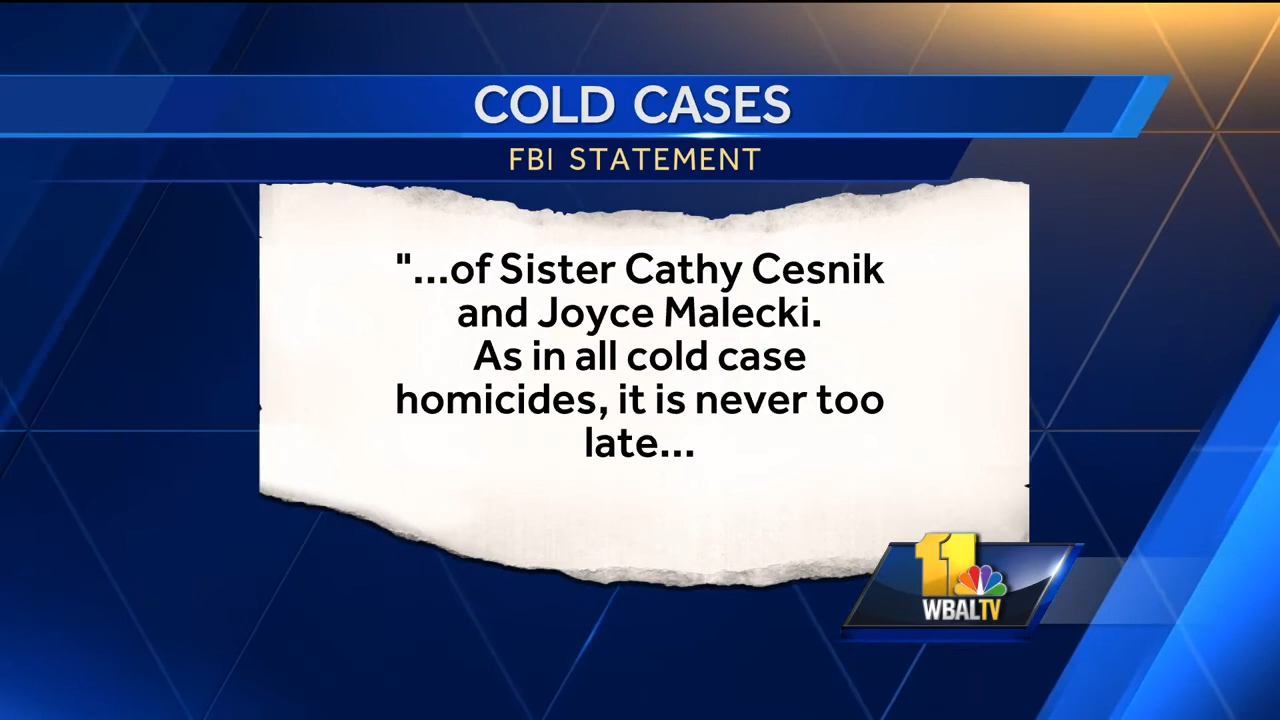 COLD CASES
FBI STATEMENT
"...of Sister Cathy Cesnik
and Joyce Malecki.
As in all cold case
homicides, it is never too
late...
11
WBALTV